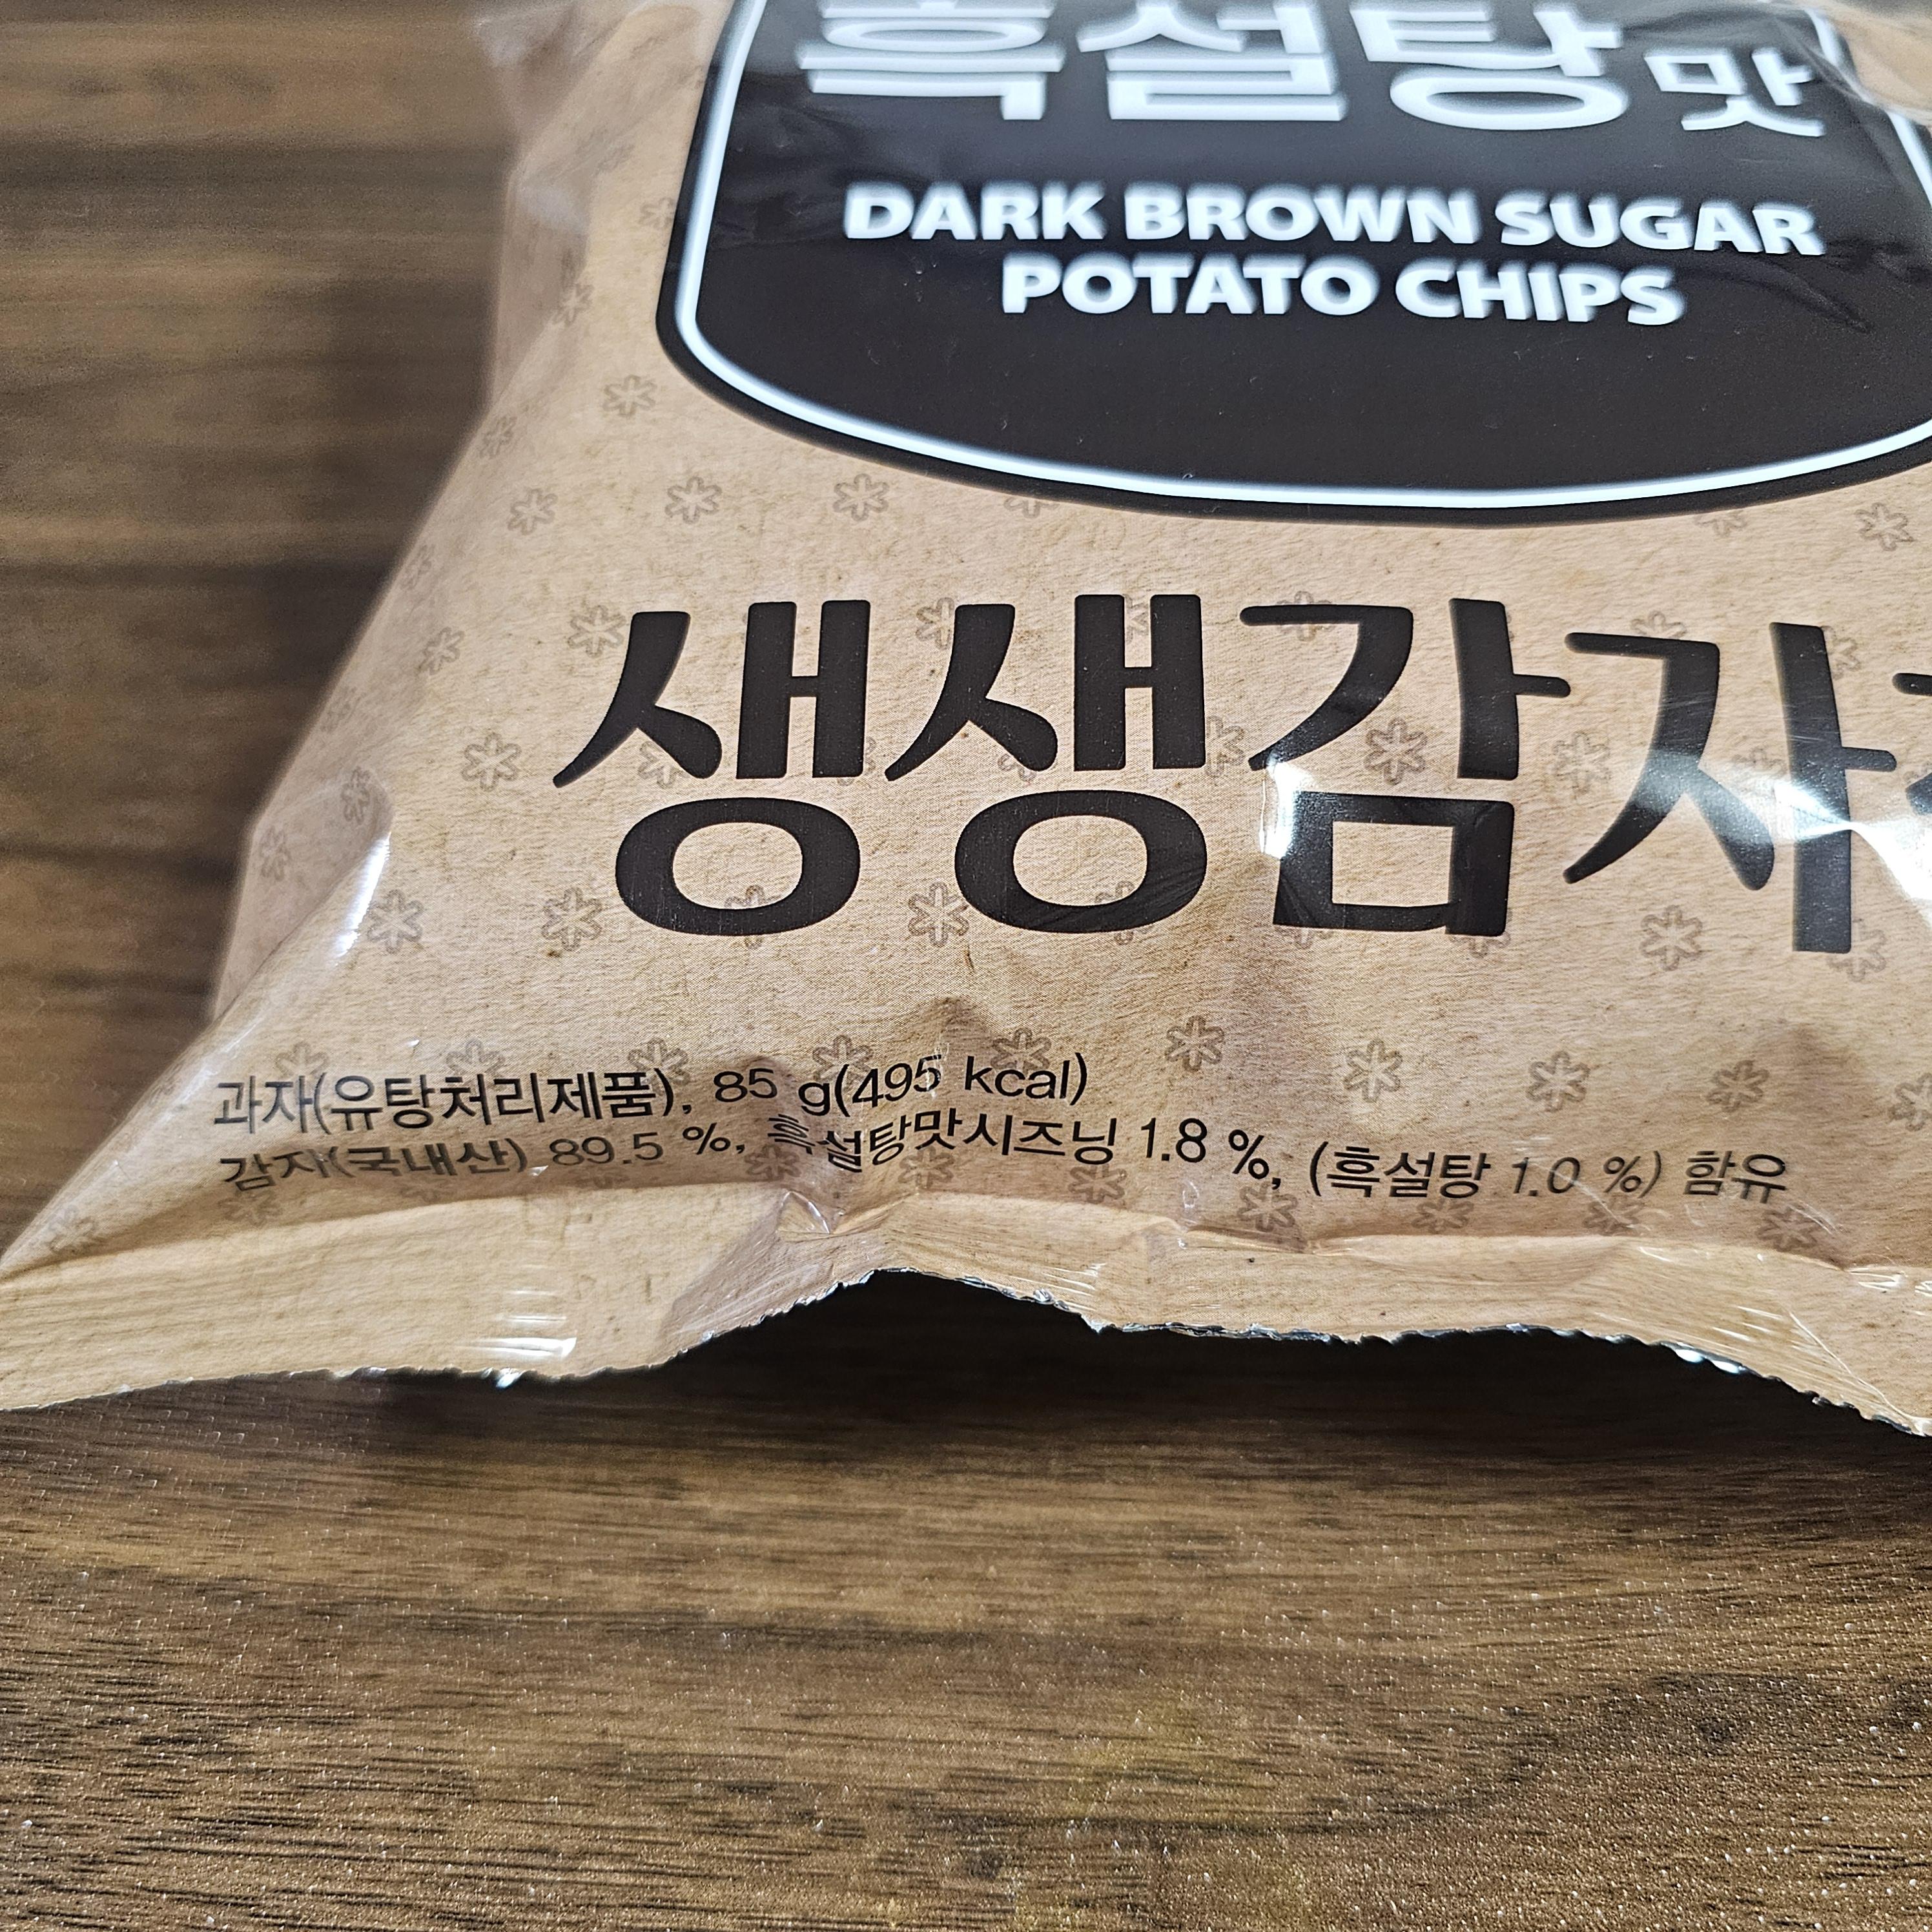 흑설탕맛
DARK BROWN SUGAR
POTATO CHIPS
생생감자
과자(유탕처리제품), 85 g(495 kcal)
감자(국내산) 89.5 %, 흑설탕맛시즈닝 1.8 %, (흑설탕 1.0 %) 함유